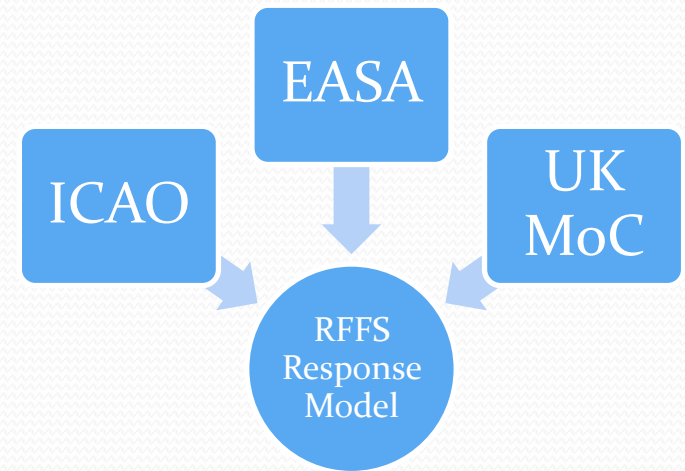 EASA
ICAO
UK
MoC
RFFS
Response
Model